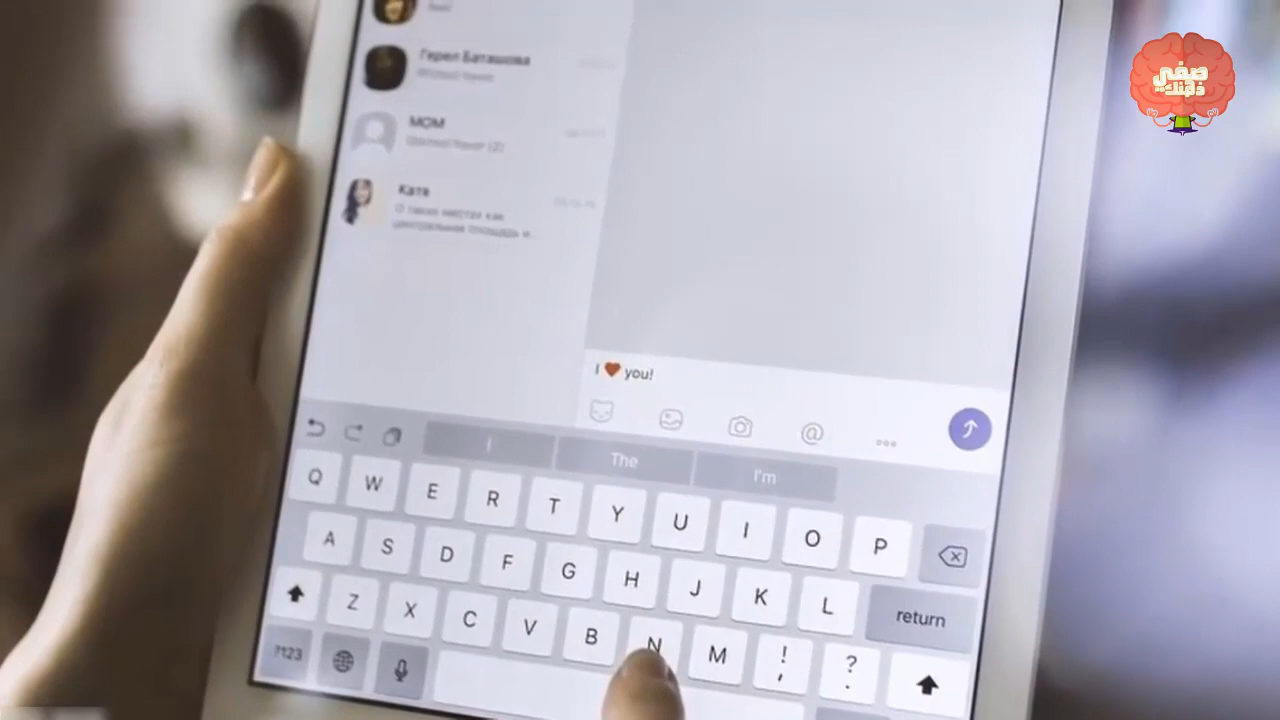 Герел Баташова
MOM
Катя
О таких местах как
центральная площадь и...
I ❤ you!
I The I'm
Q W E R T Y U I O P
A S D F G H J K L return
Z X C V B N M ! , ? .
?123
صفي
ذهنك